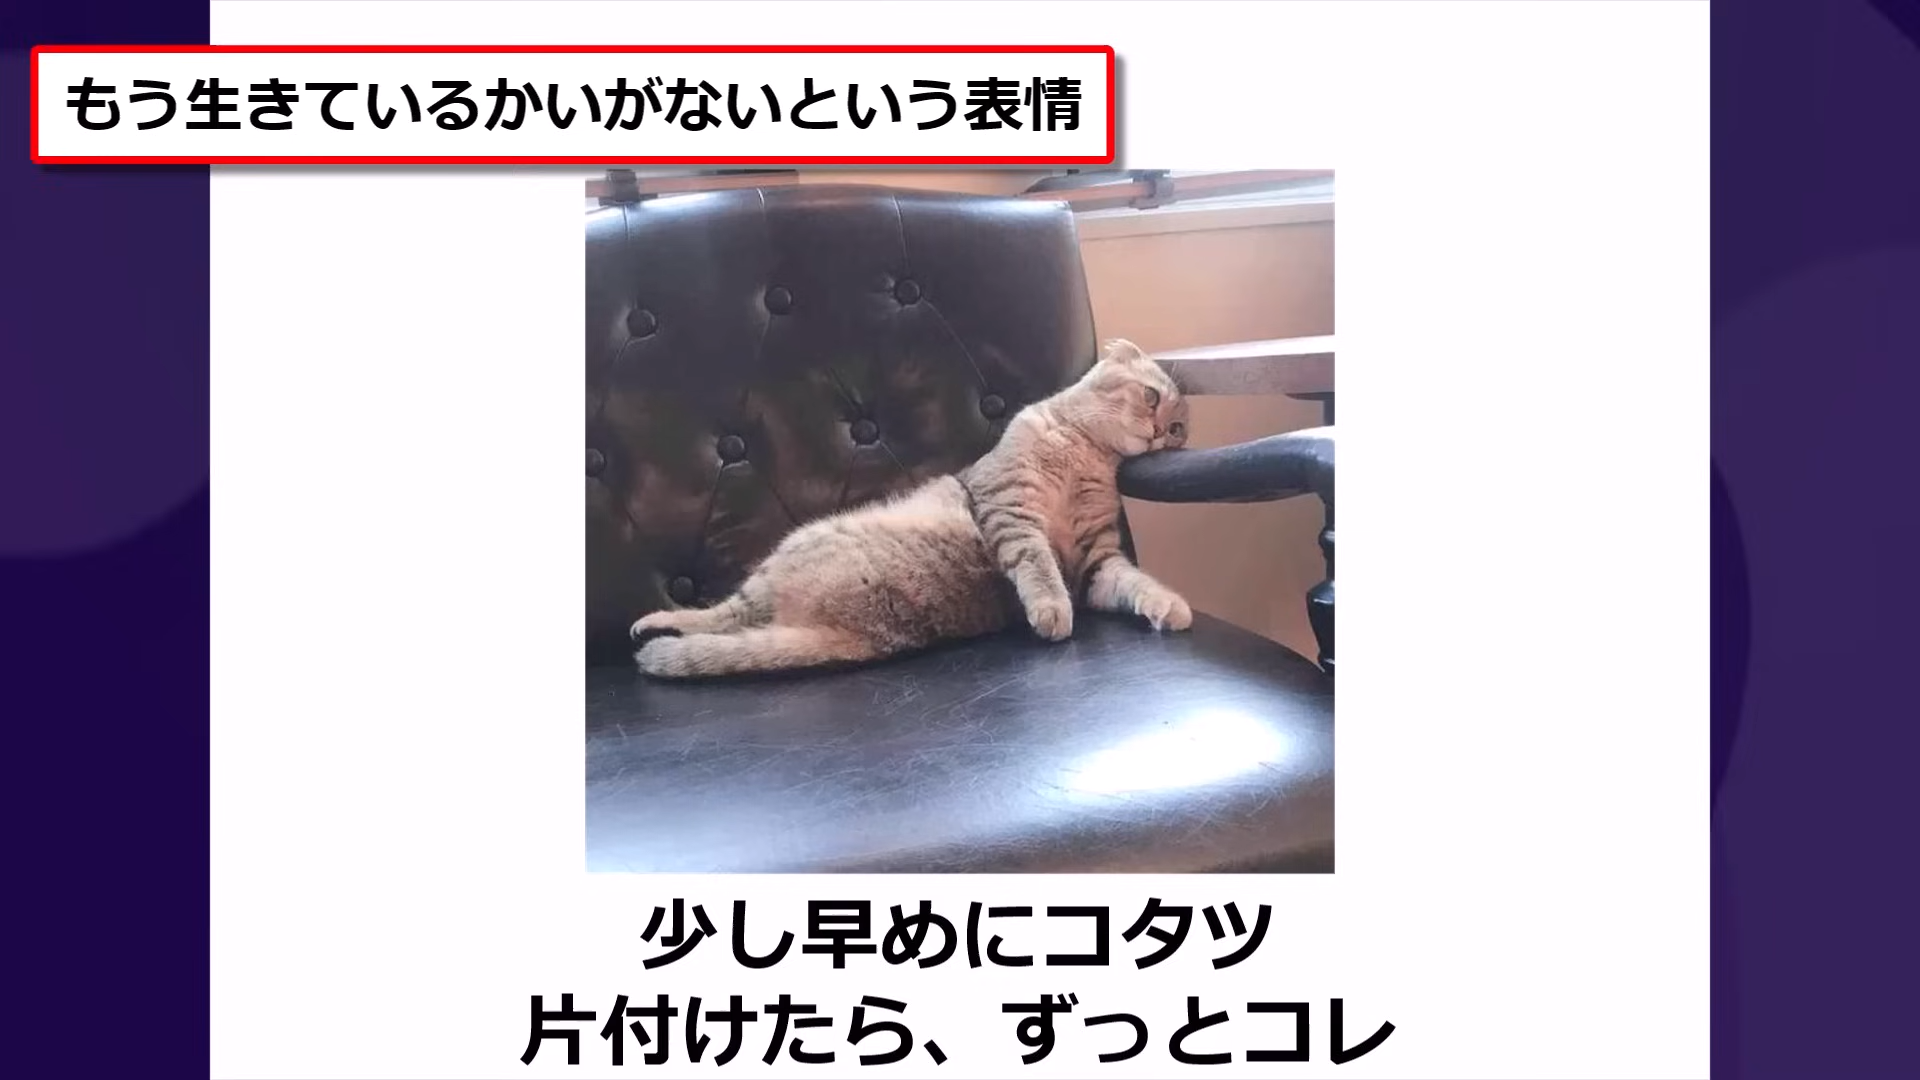 もう生きているかいがないという表情
少し早めにコタツ
片付けたら、ずっとコレ